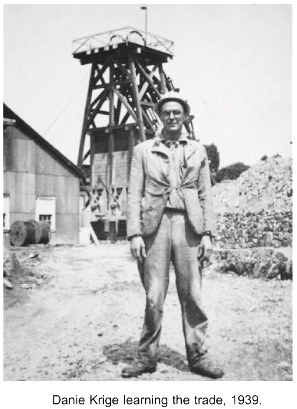 Danie Krige learning the trade, 1939.